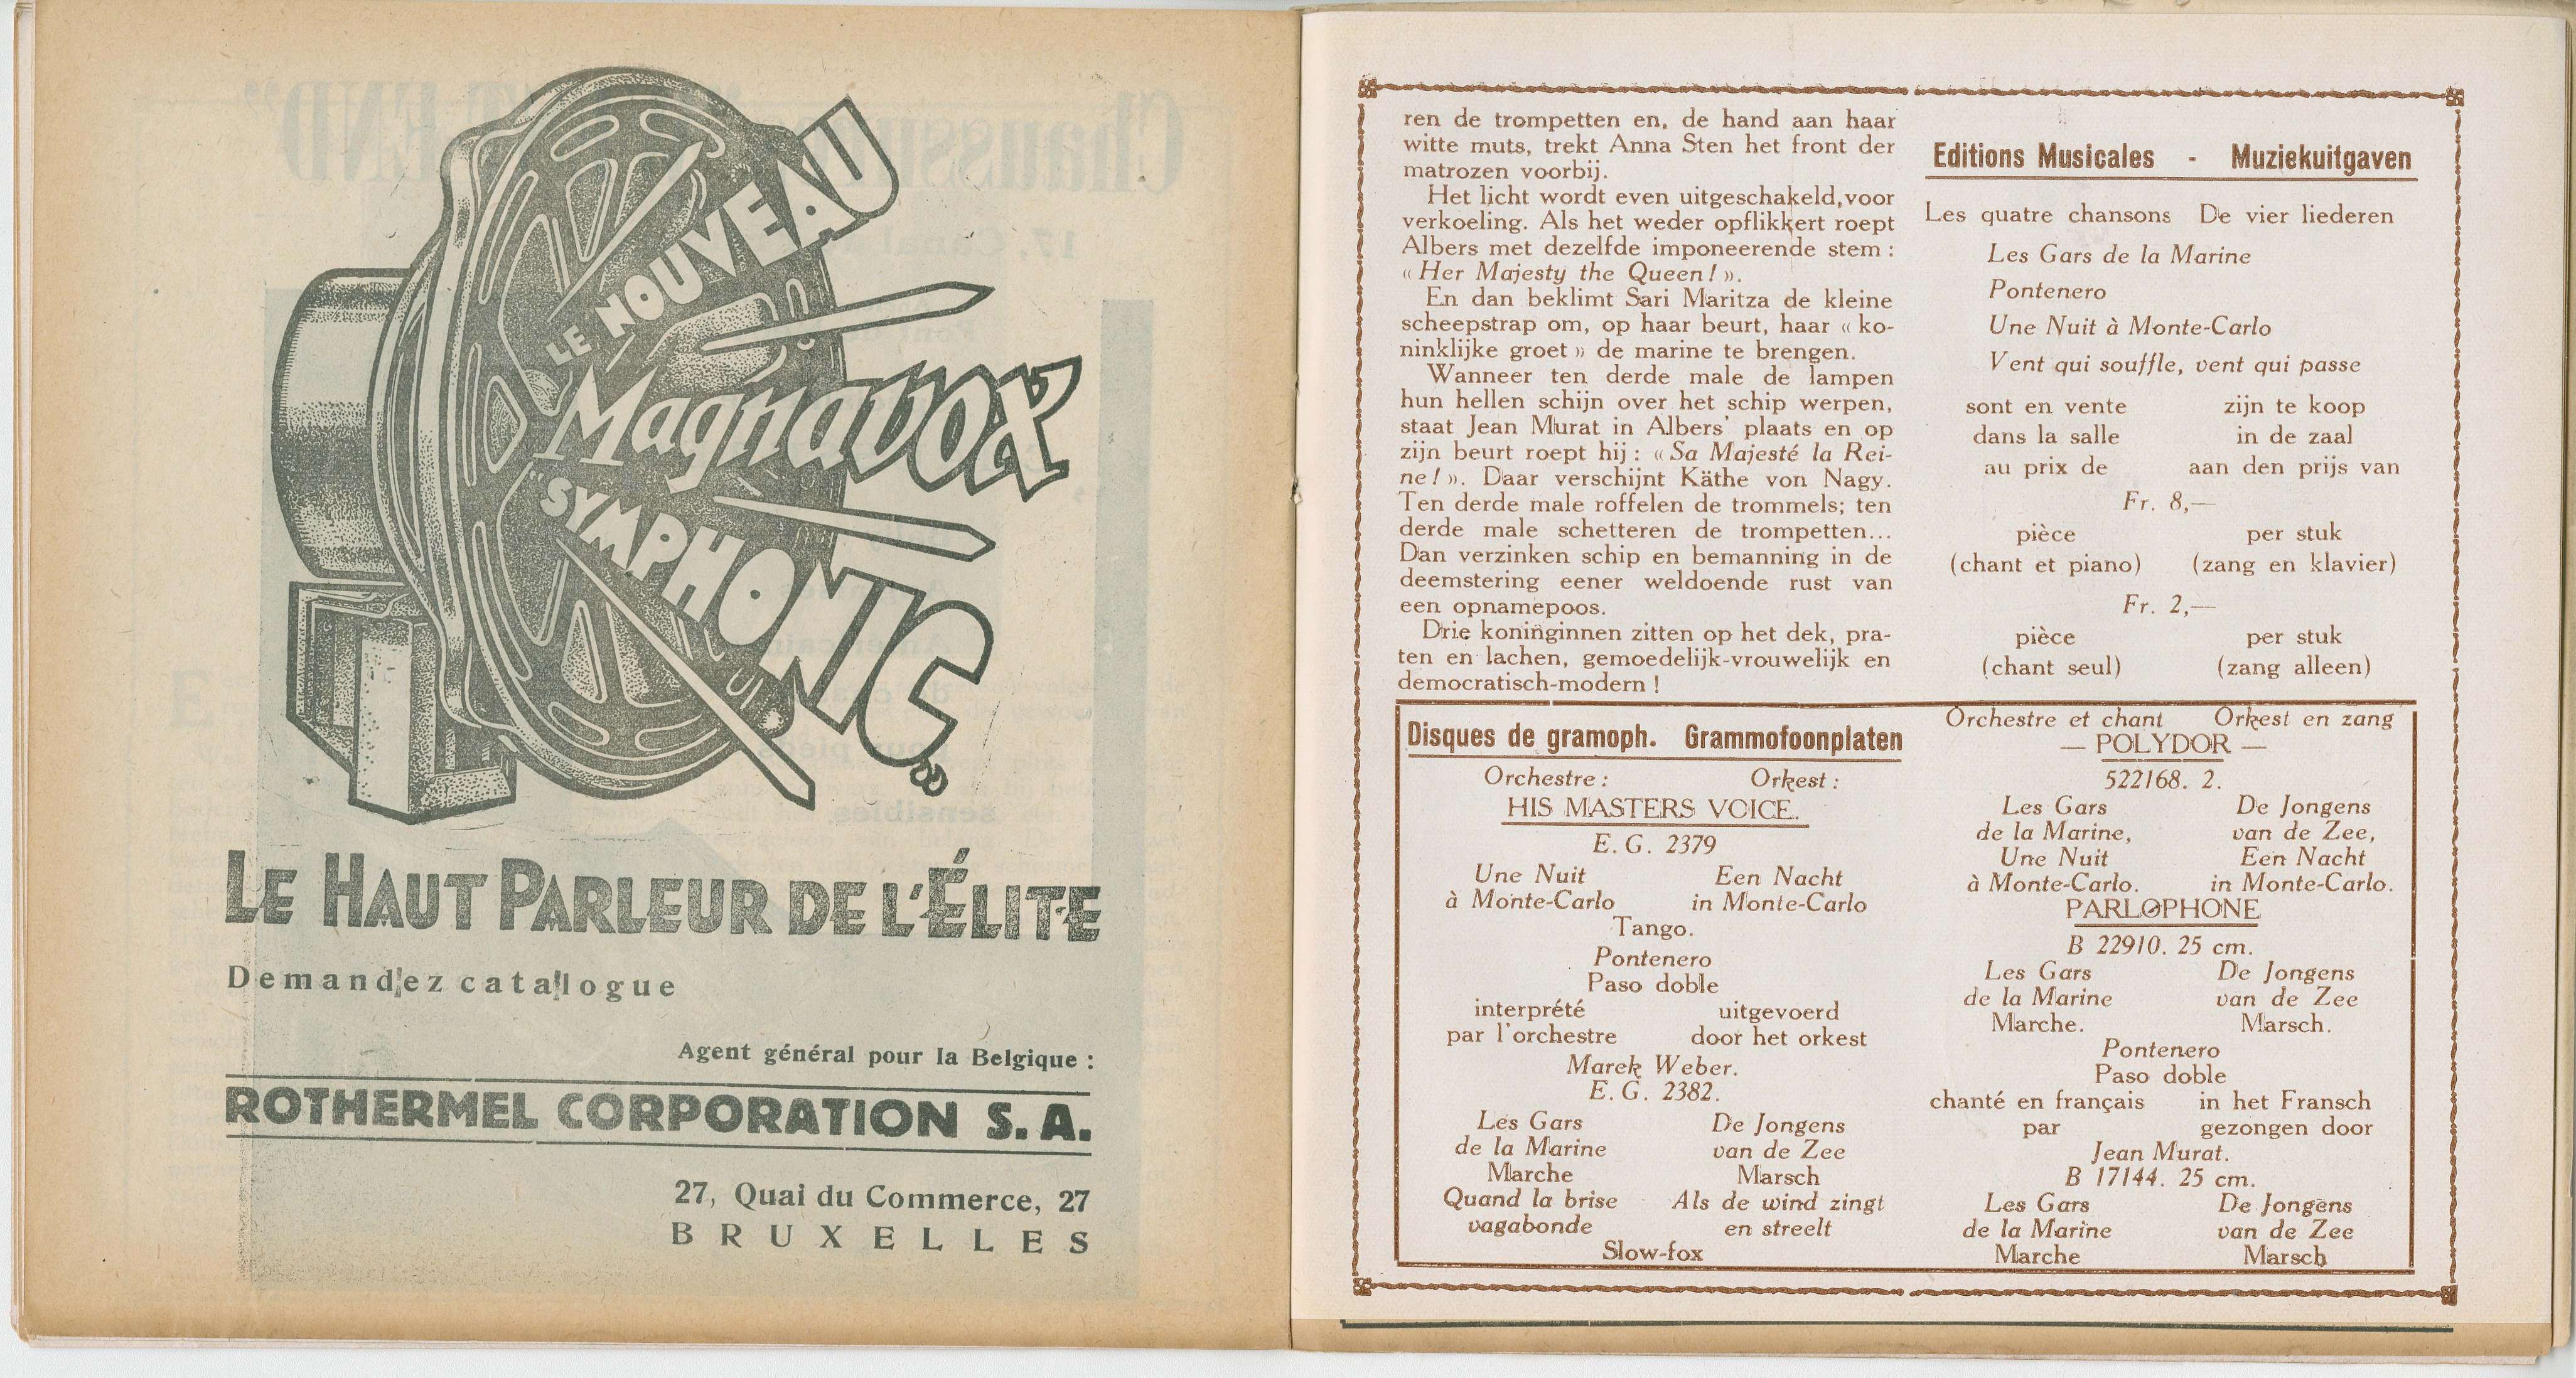 LE NOUVEAU
Magnavox
"SYMPHONIC"
LE HAUT PARLEUR DE L'ÉLITE
Demandez catalogue
Agent général pour la Belgique :
ROTHERMEL CORPORATION S. A.
27, Quai du Commerce, 27
BRUXELLES
ren de trompetten en, de hand aan haar
witte muts, trekt Anna Sten het front der
matrozen voorbij.
Het licht wordt even uitgeschakeld,voor
verkoeling. Als het weder opflikkert roept
Albers met dezelfde imponeerende stem :
« Her Majesty the Queen ! ».
En dan beklimt Sari Maritza de kleine
scheepstrap om, op haar beurt, haar « ko-
ninklijke groet » de marine te brengen.
Wanneer ten derde male de lampen
hun hellen schijn over het schip werpen,
staat Jean Murat in Albers' plaats en op
zijn beurt roept hij : « Sa Majesté la Rei-
ne ! ». Daar verschijnt Käthe von Nagy.
Ten derde male roffelen de trommels; ten
derde male schetteren de trompetten...
Dan verzinken schip en bemanning in de
deemstering eener weldoende rust van
een opnamepoos.
Drie koninginnen zitten op het dek, pra-
ten en lachen, gemoedelijk-vrouwelijk en
democratisch-modern !
Editions Musicales - Muziekuitgaven
Les quatre chansons De vier liederen
Les Gars de la Marine
Pontenero
Une Nuit à Monte-Carlo
Vent qui souffle, vent qui passe
sont en vente zijn te koop
dans la salle in de zaal
au prix de aan den prijs van
Fr. 8,—
pièce per stuk
(chant et piano) (zang en klavier)
Fr. 2,—
pièce per stuk
(chant seul) (zang alleen)
Disques de gramoph. Grammofoonplaten
Orchestre : Orkest :
HIS MASTERS VOICE.
E. G. 2379
Une Nuit Een Nacht
à Monte-Carlo in Monte-Carlo
Tango.
Pontenero
Paso doble
interprété uitgevoerd
par l'orchestre door het orkest
Marek Weber.
E. G. 2382.
Les Gars De Jongens
de la Marine van de Zee
Marche Marsch
Quand la brise Als de wind zingt
vagabonde en streelt
Slow-fox
Orchestre et chant Orkest en zang
— POLYDOR —
522168. 2.
Les Gars De Jongens
de la Marine, van de Zee,
Une Nuit Een Nacht
à Monte-Carlo. in Monte-Carlo.
PARLOPHONE
B 22910. 25 cm.
Les Gars De Jongens
de la Marine van de Zee
Marche. Marsch.
Pontenero
Paso doble
chanté en français in het Fransch
par gezongen door
Jean Murat.
B 17144. 25 cm.
Les Gars De Jongens
de la Marine van de Zee
Marche Marsch